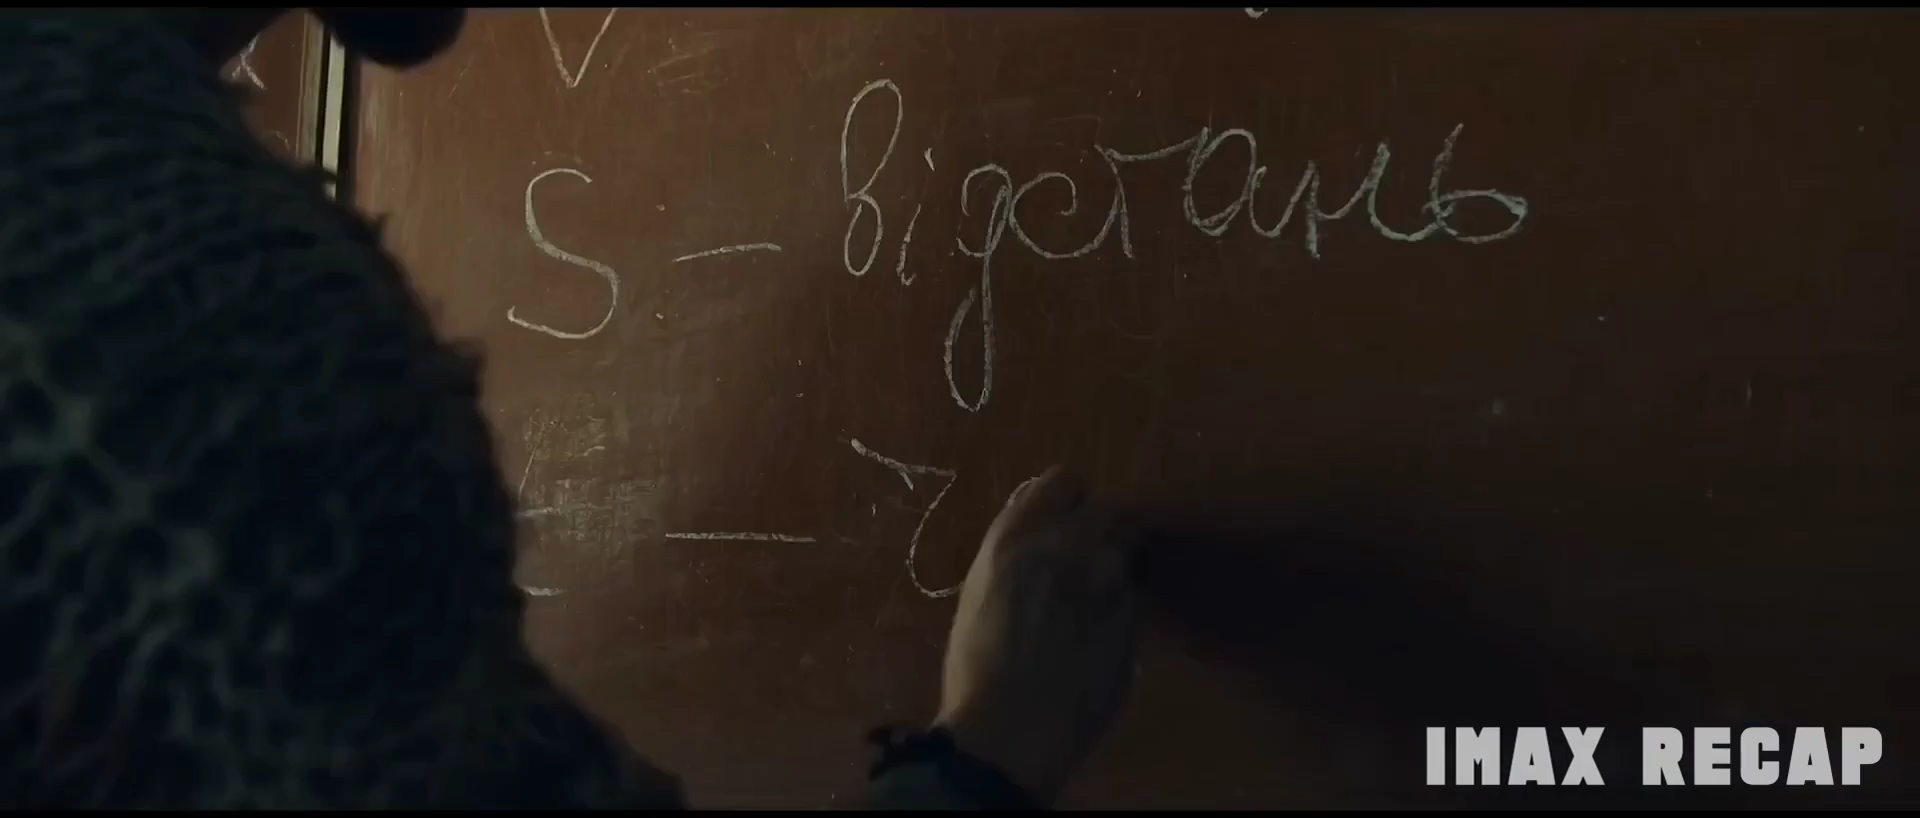 V
S — відстань
—
IMAX RECAP